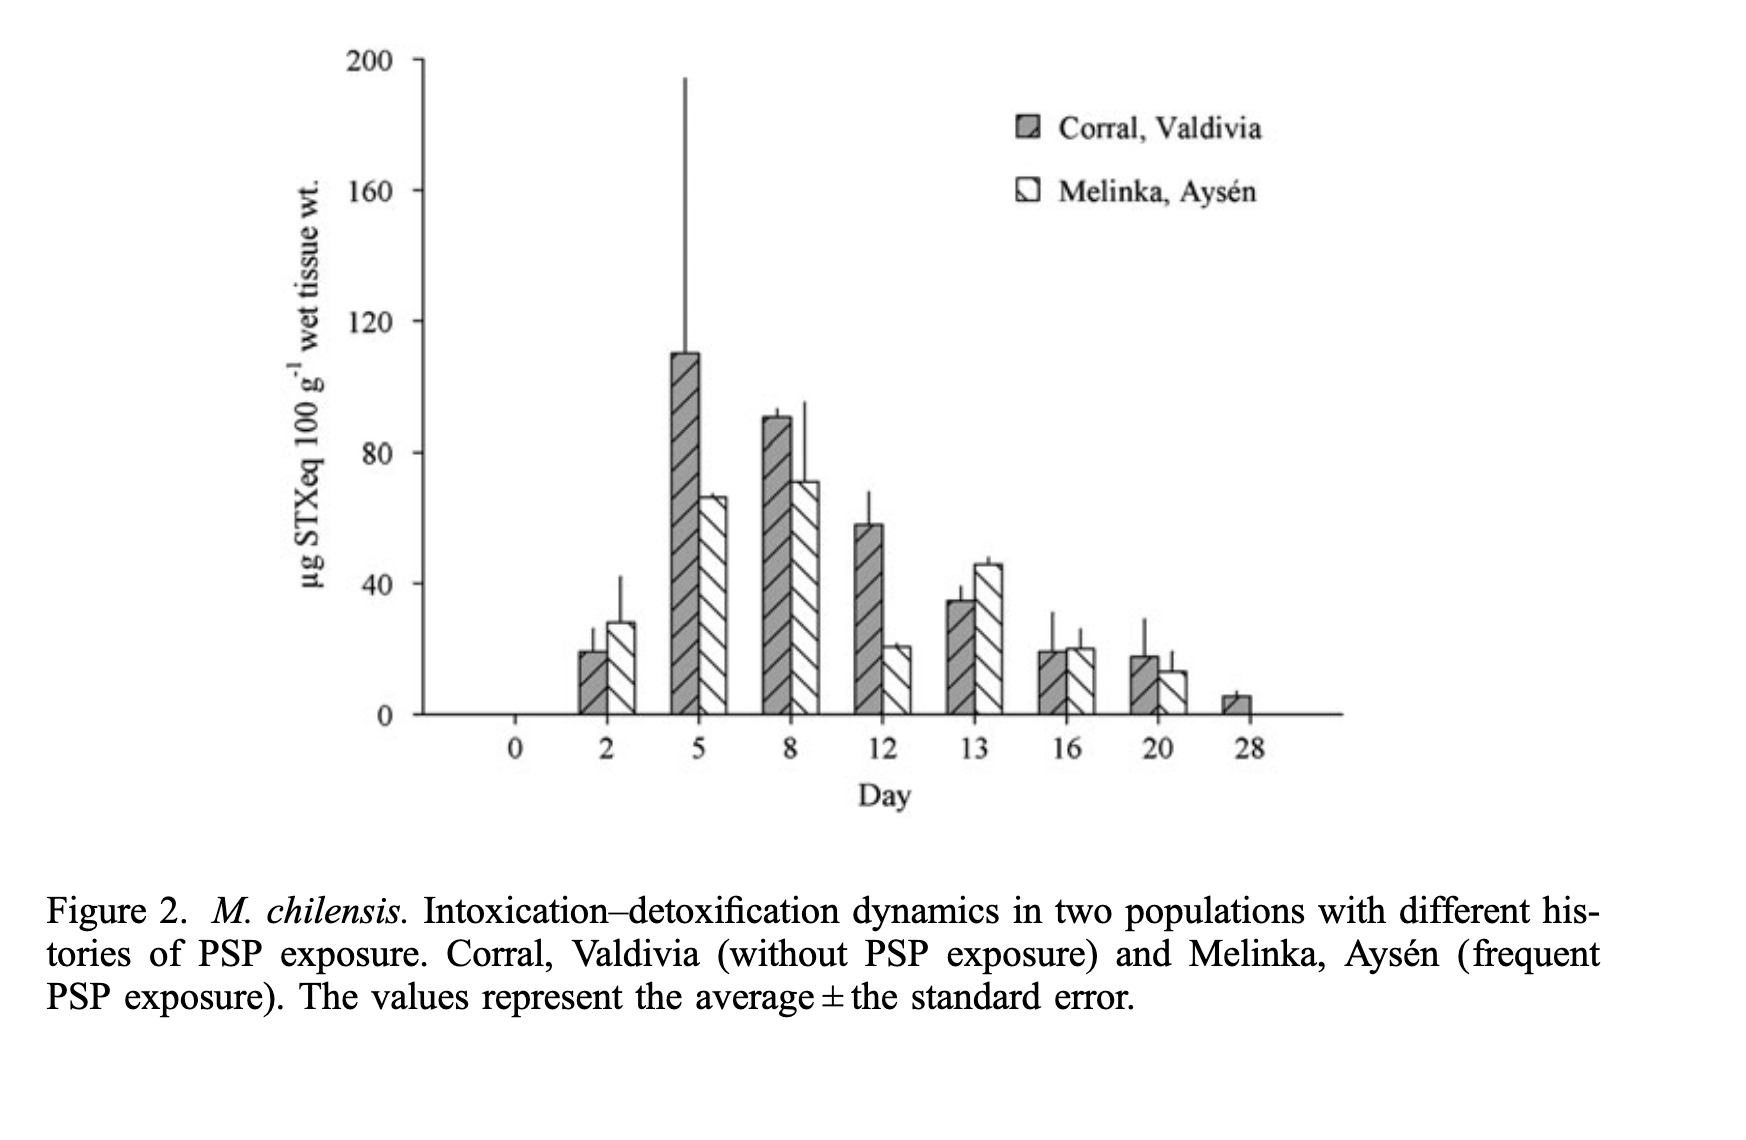 200
160
120
80
40
0
µg STXeq 100 g⁻¹ wet tissue wt.
Corral, Valdivia
Melinka, Aysén
0 2 5 8 12 13 16 20 28
Day
Figure 2. M. chilensis. Intoxication–detoxification dynamics in two populations with different his-
tories of PSP exposure. Corral, Valdivia (without PSP exposure) and Melinka, Aysén (frequent
PSP exposure). The values represent the average ± the standard error.